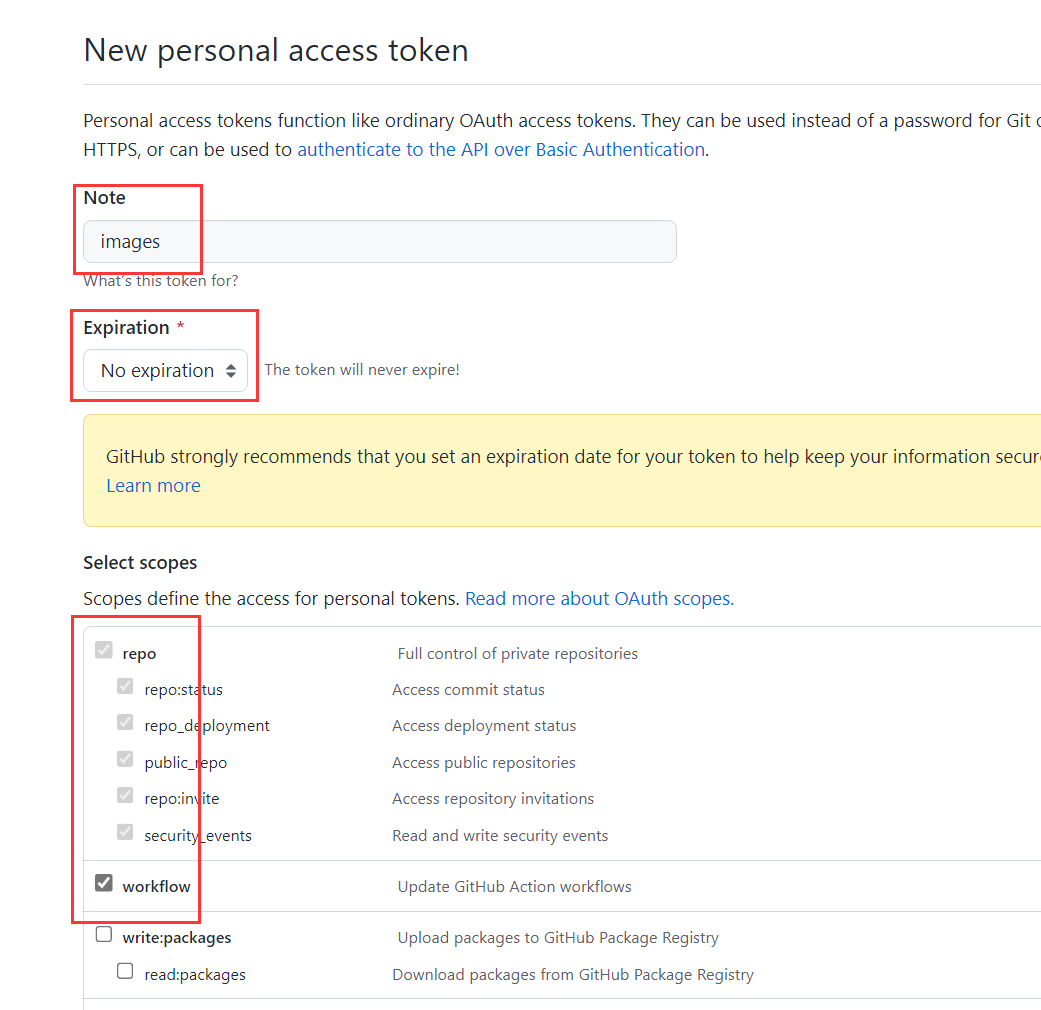 New personal access token
Personal access tokens function like ordinary OAuth access tokens. They can be used instead of a password for Git
HTTPS, or can be used to authenticate to the API over Basic Authentication.
Note
images
What's this token for?
Expiration *
No expiration
The token will never expire!
GitHub strongly recommends that you set an expiration date for your token to help keep your information
Learn more
Select scopes
Scopes define the access for personal tokens. Read more about OAuth scopes.
repo Full control of private repositories
repo:status Access commit status
repo_deployment Access deployment status
public_repo Access public repositories
repo:invite Access repository invitations
security_events Read and write security events
workflow Update GitHub Action workflows
write:packages Upload packages to GitHub Package Registry
read:packages Download packages from GitHub Package Registry